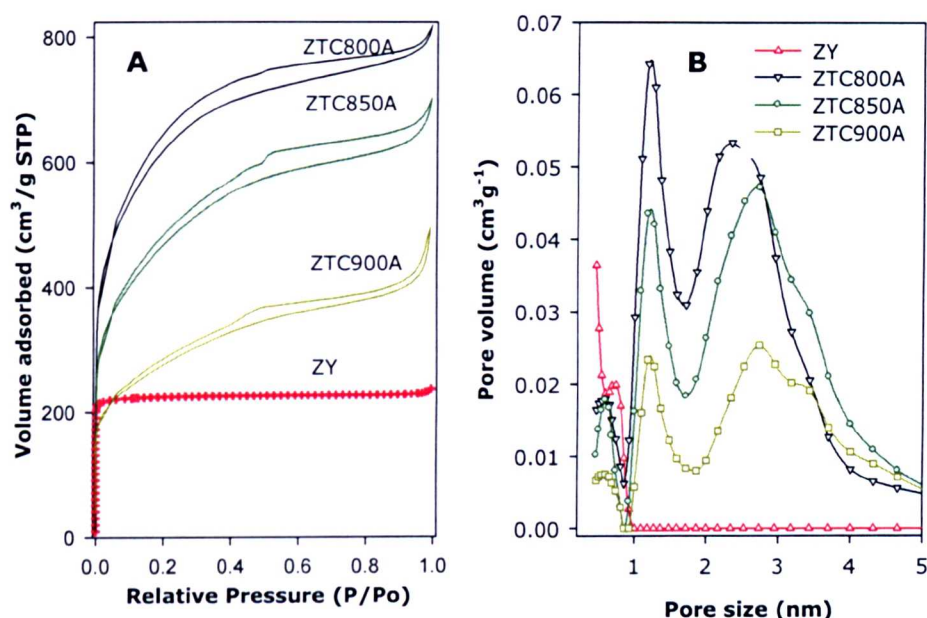 A
Volume adsorbed (cm³/g STP)
800
600
400
200
0
ZTC800A
ZTC850A
ZTC900A
ZY
0.0 0.2 0.4 0.6 0.8 1.0
Relative Pressure (P/Po)
B
Pore volume (cm³g⁻¹)
0.07
0.06
0.05
0.04
0.03
0.02
0.01
0.00
ZY
ZTC800A
ZTC850A
ZTC900A
1 2 3 4 5
Pore size (nm)